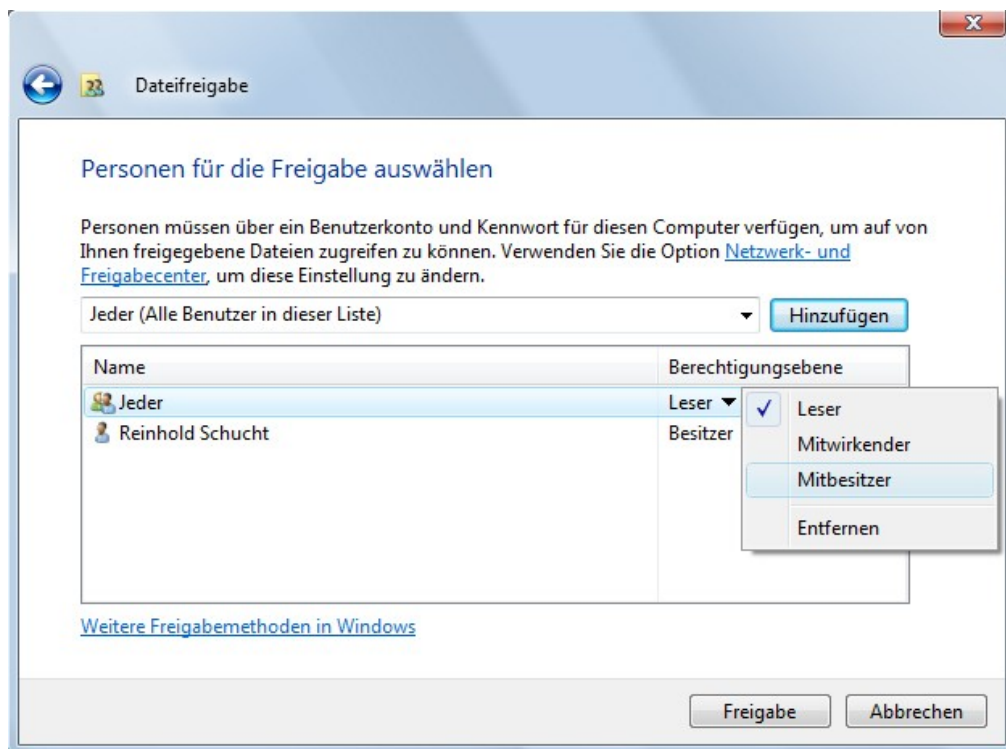 Dateifreigabe
Personen für die Freigabe auswählen
Personen müssen über ein Benutzerkonto und Kennwort für diesen Computer verfügen, um auf von
Ihnen freigegebene Dateien zugreifen zu können. Verwenden Sie die Option Netzwerk- und
Freigabecenter, um diese Einstellung zu ändern.
Jeder (Alle Benutzer in dieser Liste) Hinzufügen
Name Berechtigungsebene
Jeder Leser
Reinhold Schucht Besitzer
Leser
Mitwirkender
Mitbesitzer
Entfernen
Weitere Freigabemethoden in Windows
Freigabe Abbrechen